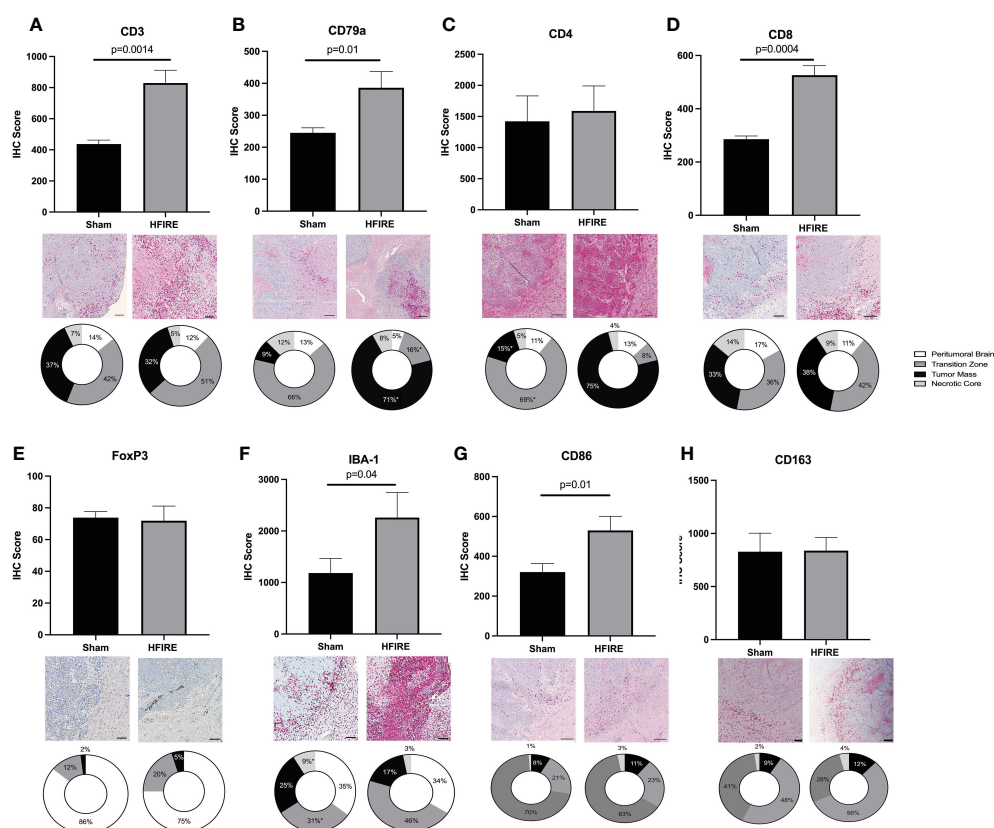 A
CD3
p=0.0014
IHC Score
1000
800
600
400
200
0
Sham
HFIRE
7%
14%
42%
37%
5%
12%
51%
32%
B
CD79a
p=0.01
IHC Score
500
400
300
200
100
0
Sham
HFIRE
12%
13%
66%
9%
8%
5%
16%*
71%*
C
CD4
IHC Score
2000
1500
1000
500
0
Sham
HFIRE
11%
69%*
15%*
4%
13%
8%
75%
D
CD8
p=0.0004
IHC Score
600
400
200
0
Sham
HFIRE
14%
17%
36%
33%
9%
11%
42%
38%
Peritumoral Brain
Transition Zone
Tumor Mass
Necrotic Core
E
FoxP3
IHC Score
100
80
60
40
20
0
Sham
HFIRE
2%
12%
86%
5%
20%
75%
F
IBA-1
p=0.04
IHC Score
3000
2000
1000
0
Sham
HFIRE
9%*
35%
31%*
25%
3%
34%
46%
17%
G
CD86
p=0.01
IHC Score
800
600
400
200
0
Sham
HFIRE
1%
8%
21%
70%
3%
11%
23%
63%
H
CD163
IHC Score
1500
1000
500
0
Sham
HFIRE
2%
9%
48%
41%
4%
12%
56%
28%